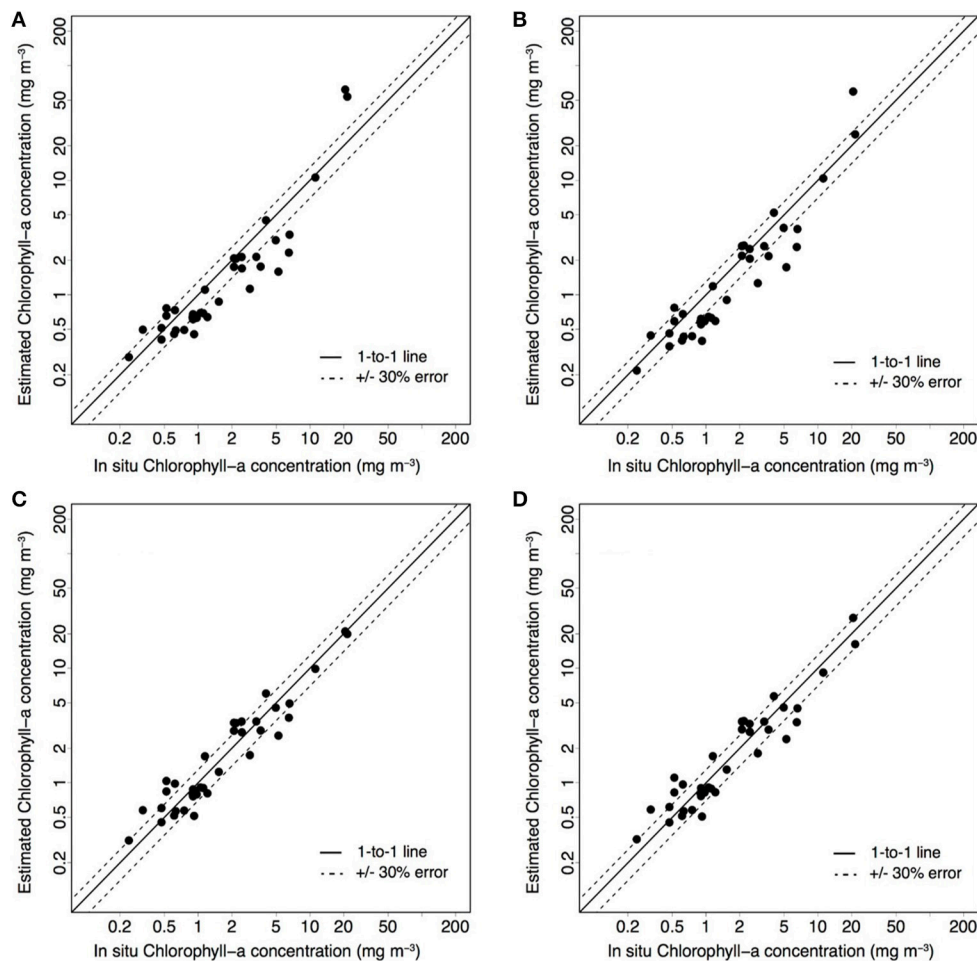 A
Estimated Chlorophyll–a concentration (mg m⁻³)
200
50
20
10
5
2
1
0.5
0.2
1-to-1 line
+/- 30% error
0.2 0.5 1 2 5 10 20 50 200
In situ Chlorophyll–a concentration (mg m⁻³)
B
Estimated Chlorophyll–a concentration (mg m⁻³)
200
50
20
10
5
2
1
0.5
0.2
1-to-1 line
+/- 30% error
0.2 0.5 1 2 5 10 20 50 200
In situ Chlorophyll–a concentration (mg m⁻³)
C
Estimated Chlorophyll–a concentration (mg m⁻³)
200
50
20
10
5
2
1
0.5
0.2
1-to-1 line
+/- 30% error
0.2 0.5 1 2 5 10 20 50 200
In situ Chlorophyll–a concentration (mg m⁻³)
D
Estimated Chlorophyll–a concentration (mg m⁻³)
200
50
20
10
5
2
1
0.5
0.2
1-to-1 line
+/- 30% error
0.2 0.5 1 2 5 10 20 50 200
In situ Chlorophyll–a concentration (mg m⁻³)